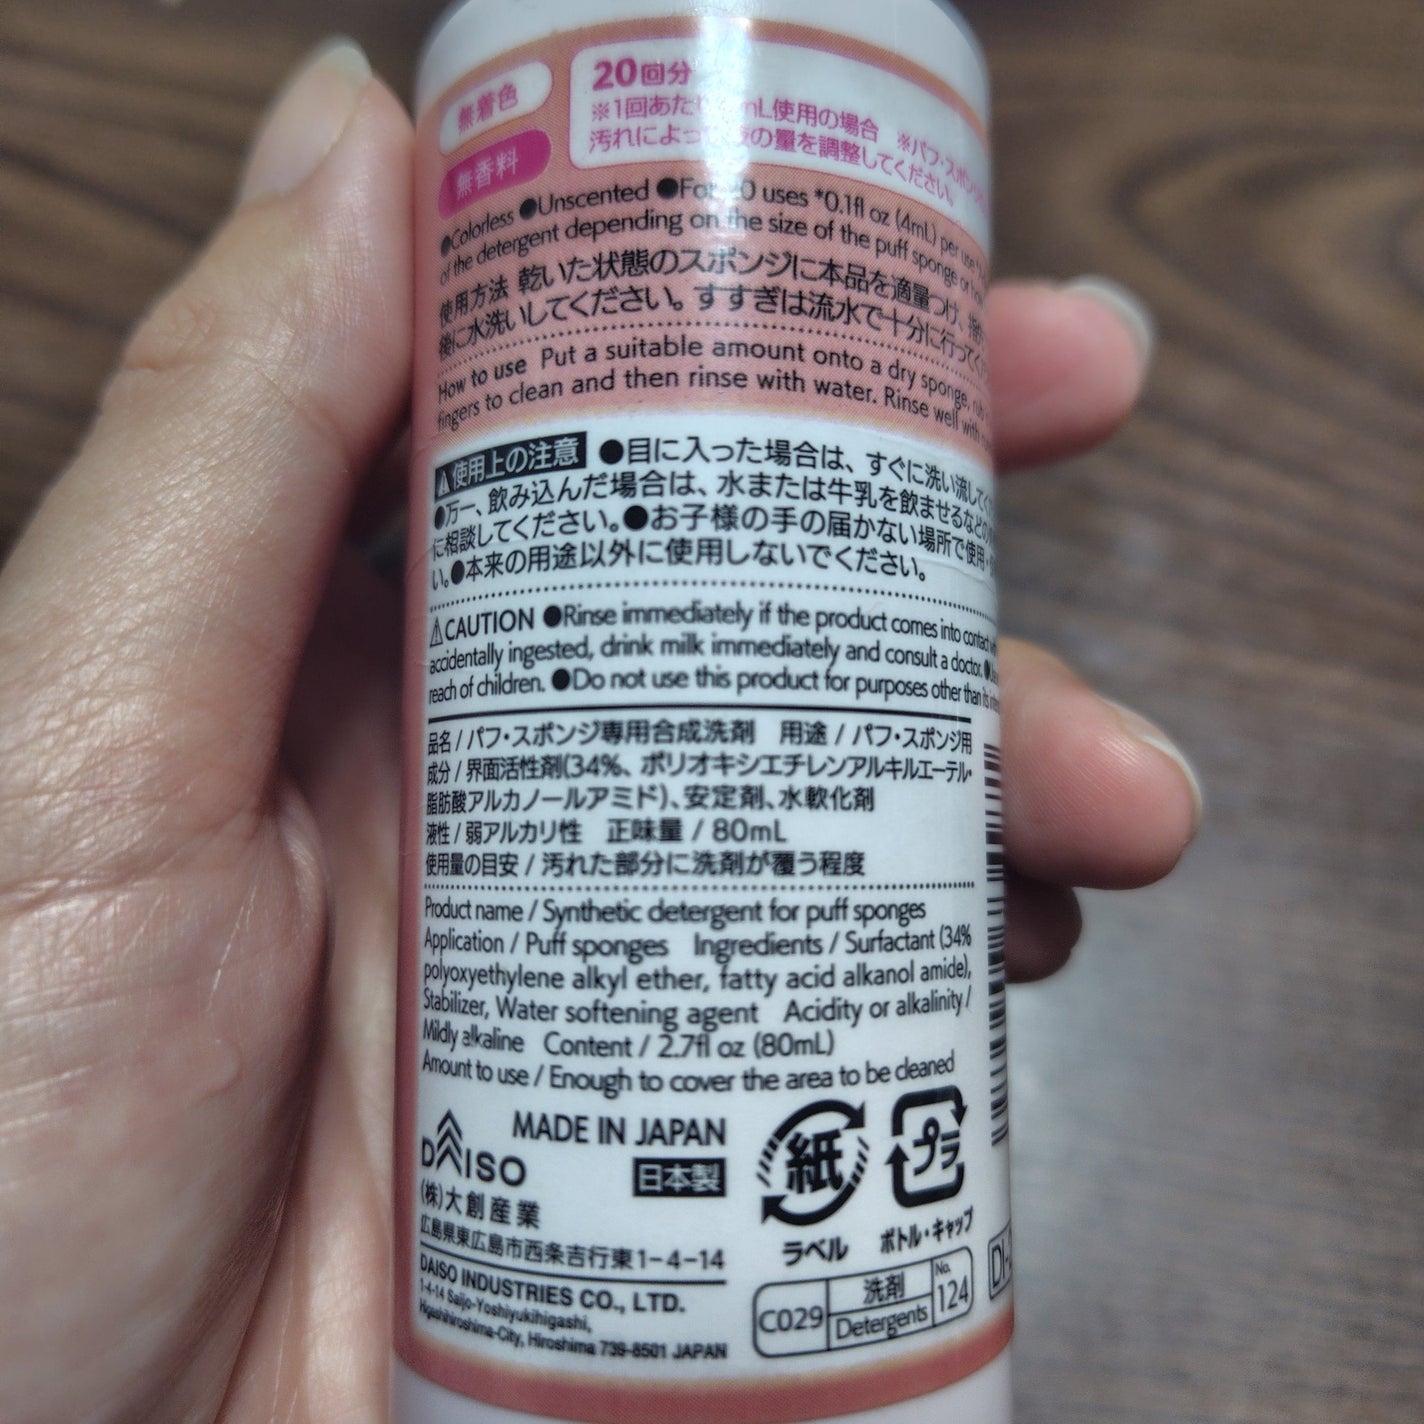 無着色
無香料
20回分
※1回あた mL使用の場合 ※パフ・スポン
汚れによっ の量を調整してください。
●Colorless ●Unscented ●For 20 uses *0.1fl oz (4mL) per use
of the detergent depending on the size of the puff sponge or
使用方法 乾いた状態のスポンジに本品を適量つけ、指
後に水洗いしてください。すすぎは流水で十分に行って
How to use Put a suitable amount onto a dry sponge, rub
fingers to clean and then rinse with water. Rinse well with
⚠使用上の注意 ●目に入った場合は、すぐに洗い流して
●万一、飲み込んだ場合は、水または牛乳を飲ませるなどの
に相談してください。●お子様の手の届かない場所で使用・
い。●本来の用途以外に使用しないでください。
⚠CAUTION ●Rinse immediately if the product comes into contact
accidentally ingested, drink milk immediately and consult a doctor.
reach of children. ●Do not use this product for purposes other than its
品名 / パフ・スポンジ専用合成洗剤 用途 / パフ・スポンジ用
成分 / 界面活性剤(34%、ポリオキシエチレンアルキルエーテル・
脂肪酸アルカノールアミド)、安定剤、水軟化剤
液性 / 弱アルカリ性 正味量 / 80mL
使用量の目安 / 汚れた部分に洗剤が覆う程度
Product name / Synthetic detergent for puff sponges
Application / Puff sponges Ingredients / Surfactant (34%
polyoxyethylene alkyl ether, fatty acid alkanol amide),
Stabilizer, Water softening agent Acidity or alkalinity /
Mildly alkaline Content / 2.7fl oz (80mL)
Amount to use / Enough to cover the area to be cleaned
MADE IN JAPAN
DAISO
日本製
(株)大創産業
広島県東広島市西条吉行東1-4-14
DAISO INDUSTRIES CO., LTD.
1-4-14 Saijo-Yoshiyukihigashi,
Higashihiroshima-City, Hiroshima 739-8501 JAPAN
紙
ラベル
プラ
ボトル・キャップ
C029
洗剤
Detergents
No.
124